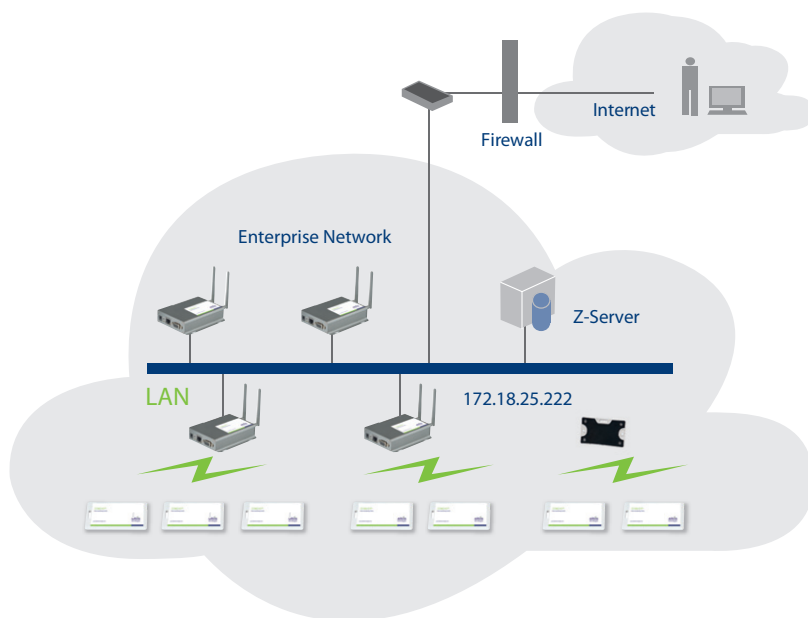 Internet
Firewall
Enterprise Network
Z-Server
LAN
172.18.25.222